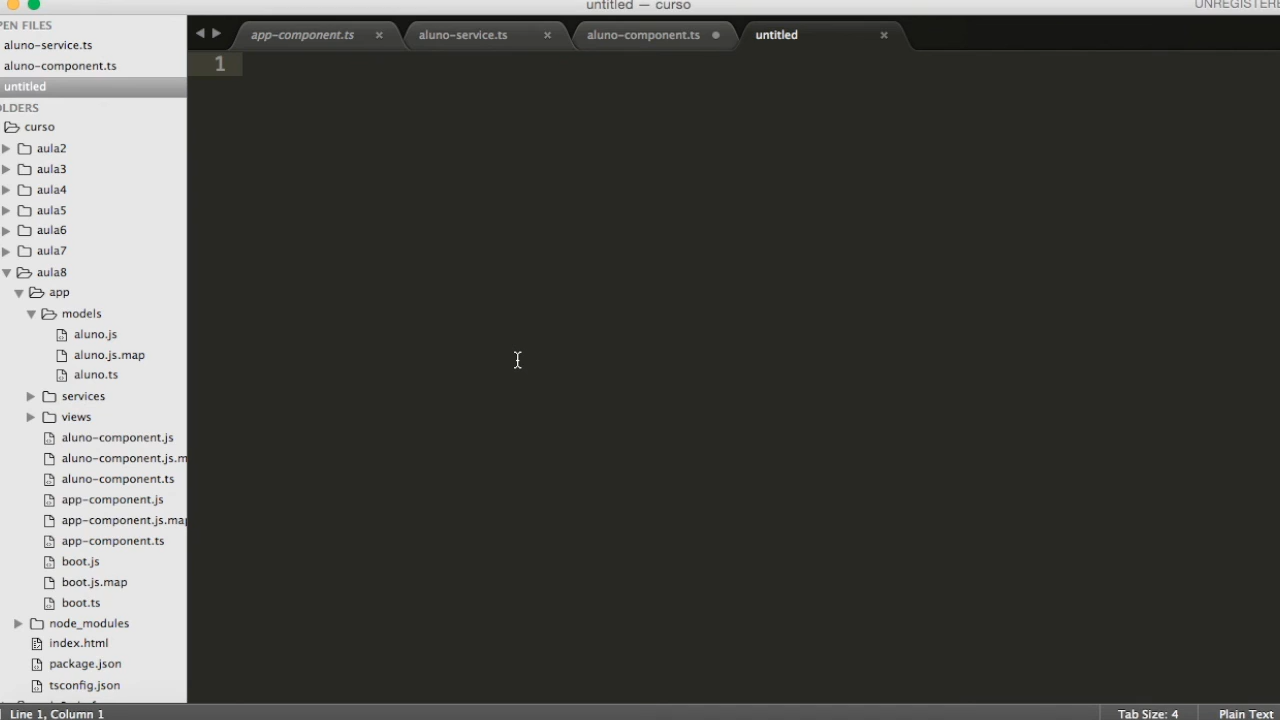 untitled — curso
UNREGISTERE
PEN FILES
aluno-service.ts
aluno-component.ts
untitled
OLDERS
curso
aula2
aula3
aula4
aula5
aula6
aula7
aula8
app
models
aluno.js
aluno.js.map
aluno.ts
services
views
aluno-component.js
aluno-component.js.m
aluno-component.ts
app-component.js
app-component.js.map
app-component.ts
boot.js
boot.js.map
boot.ts
node_modules
index.html
package.json
tsconfig.json
app-component.ts
aluno-service.ts
aluno-component.ts
untitled
1
Line 1, Column 1
Tab Size: 4
Plain Text